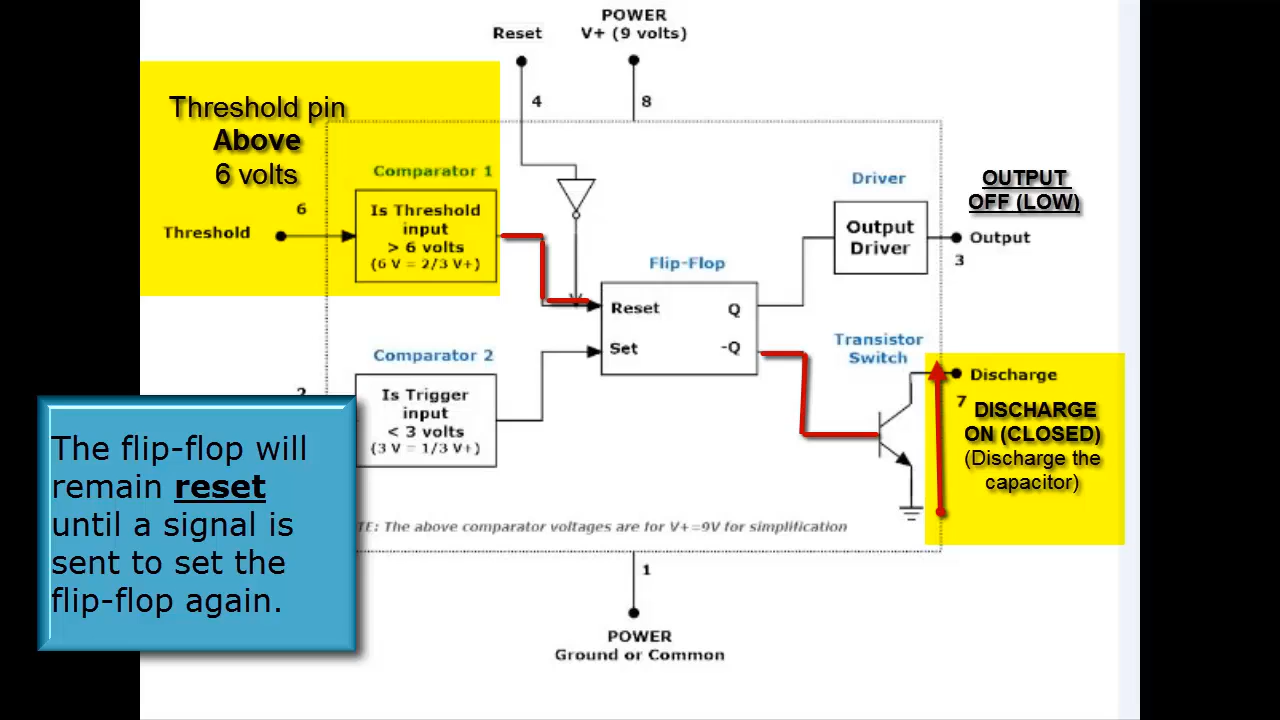 POWER
V+ (9 volts)
Reset
4
8
Threshold pin
Above
6 volts
6
Threshold
Comparator 1
Is Threshold
input
> 6 volts
(6 V = 2/3 V+)
Driver
Output
Driver
OUTPUT
OFF (LOW)
Output
3
Flip-Flop
Reset
Q
Set
-Q
Comparator 2
Is Trigger
input
< 3 volts
(3 V = 1/3 V+)
2
Transistor
Switch
Discharge
7
DISCHARGE
ON (CLOSED)
(Discharge the
capacitor)
The flip-flop will
remain reset
until a signal is
sent to set the
flip-flop again.
TE: The above comparator voltages are for V+=9V for simplification
1
POWER
Ground or Common